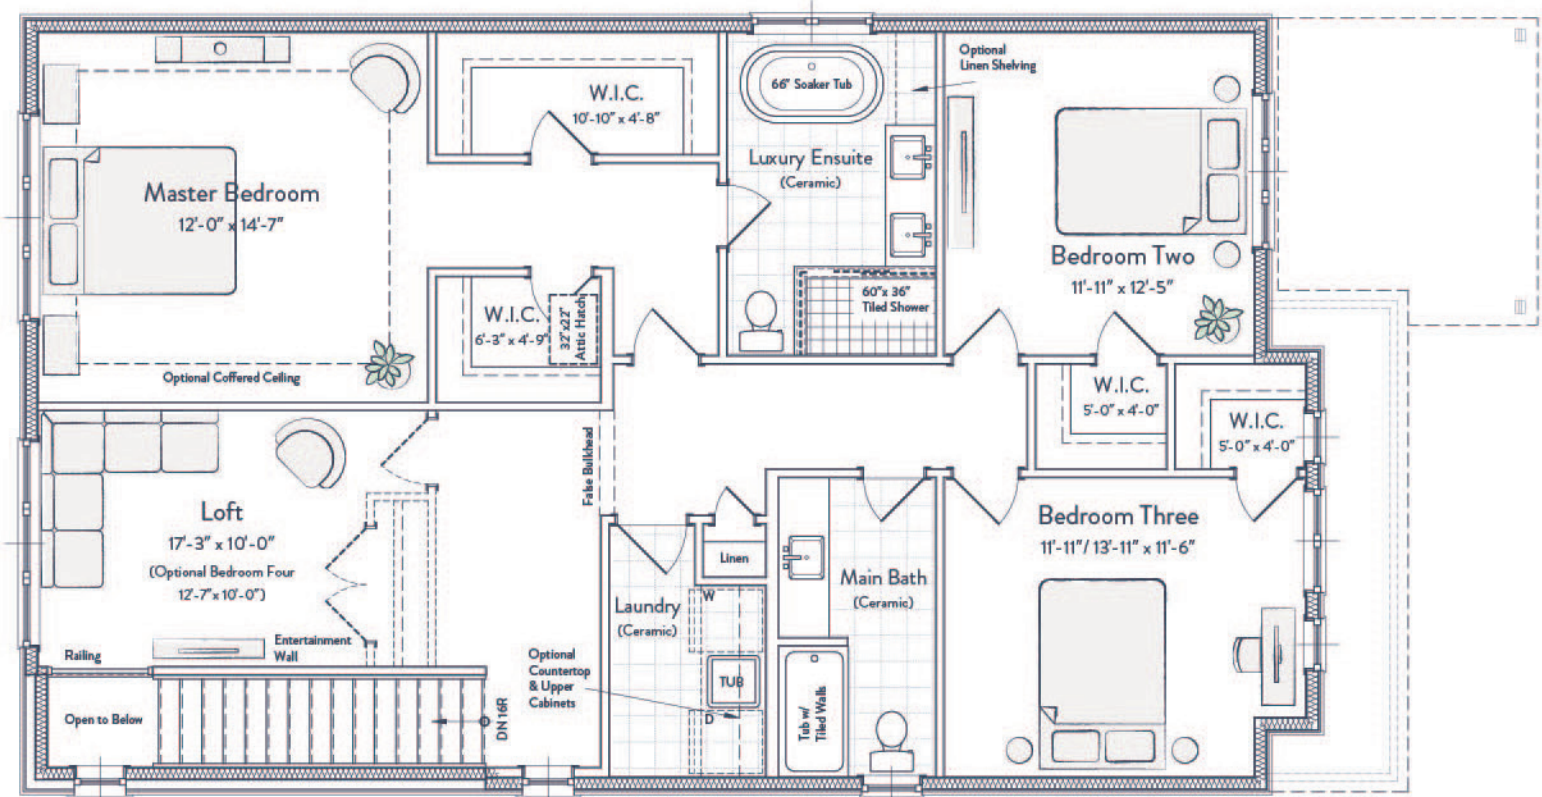 W.I.C.
10'-10" x 4'-8"
66" Soaker Tub
Optional
Linen Shelving
Luxury Ensuite
(Ceramic)
Master Bedroom
12'-0" x 14'-7"
Bedroom Two
11'-11" x 12'-5"
60"x 36"
Tiled Shower
W.I.C.
6'-3" x 4'-9"
32"x22"
Attic Hatch
Optional Coffered Ceiling
W.I.C.
5'-0" x 4'-0"
W.I.C.
5'-0" x 4'-0"
False Bulkhead
Loft
17'-3" x 10'-0"
(Optional Bedroom Four
12'-7"x 10'-0")
Bedroom Three
11'-11"/ 13'-11" x 11'-6"
Linen
Main Bath
(Ceramic)
Laundry
(Ceramic)
W
TUB
D
Entertainment
Wall
Railing
Optional
Countertop
& Upper
Cabinets
Open to Below
DN16R
Tub w/
Tiled Walls